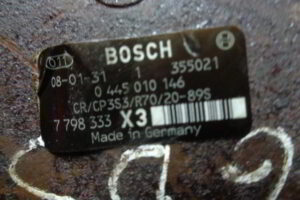 BOSCH
08-01-31 1 355021
0 445 010 146
CR/CP3S3/R70/20-89S
7 798 333 X3
Made in Germany